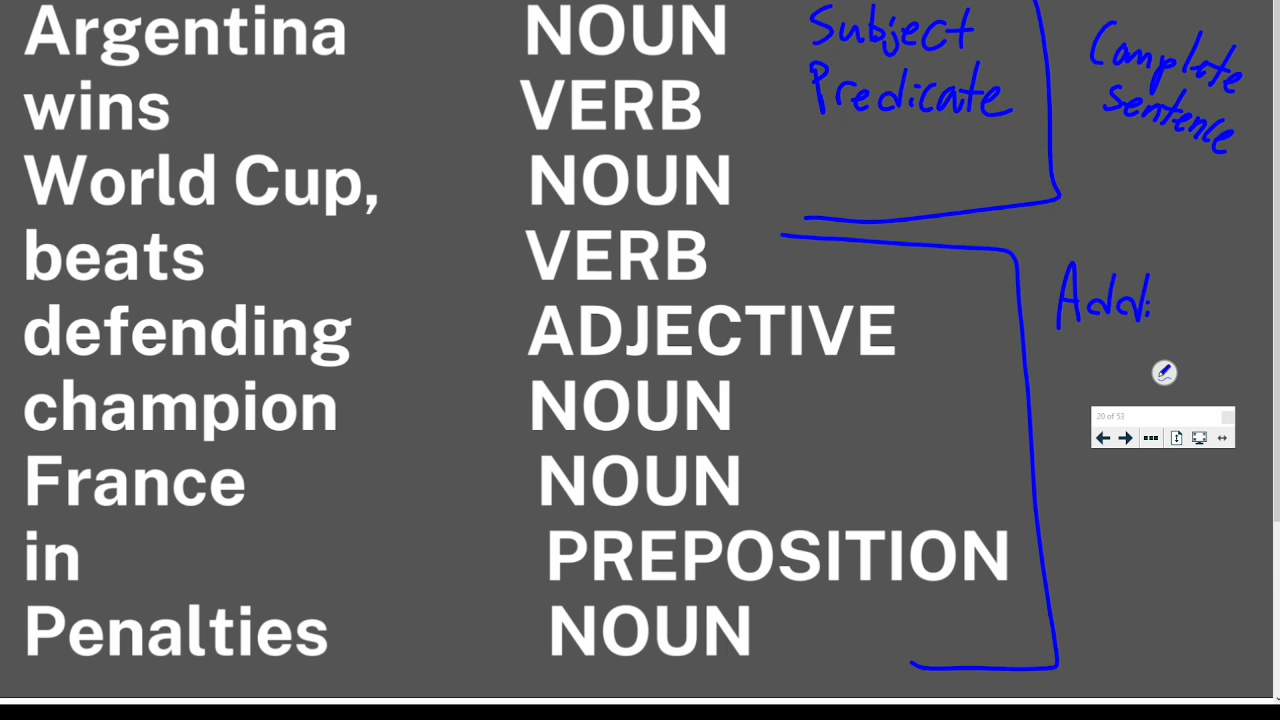 Argentina NOUN Subject
wins VERB Predicate
Complete
sentence
World Cup, NOUN
beats VERB
defending ADJECTIVE
Add:
champion NOUN
20 of 53
France NOUN
in PREPOSITION
Penalties NOUN